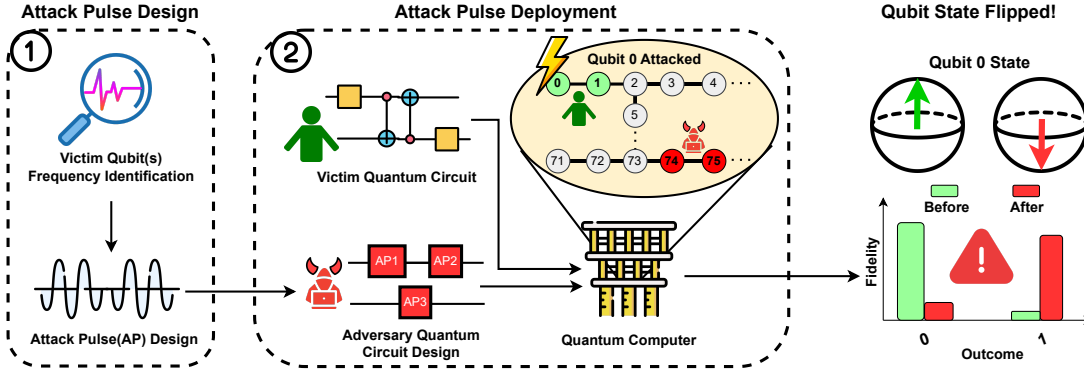 Attack Pulse Design
Attack Pulse Deployment
Qubit State Flipped!
1
Victim Qubit(s)
Frequency Identification
Attack Pulse(AP) Design
2
Victim Quantum Circuit
AP1
AP2
AP3
Adversary Quantum
Circuit Design
Qubit 0 Attacked
0 1 2 3 4
5
71 72 73 74 75
Quantum Computer
Qubit 0 State
Before
After
Fidelity
0
1
Outcome